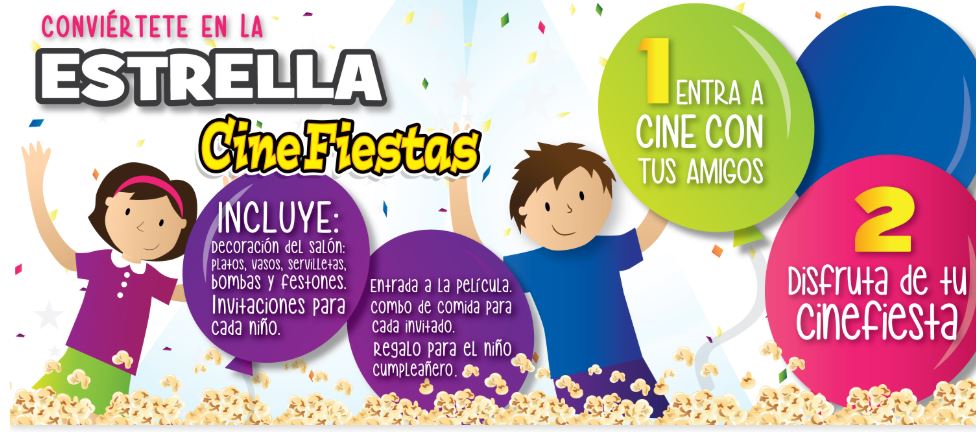 CONVIÉRTETE EN LA
ESTRELLA
CineFiestas
INCLUYE:
Decoración del salón:
platos, vasos, servilletas,
bombas y festones.
Invitaciones para
cada niño.
Entrada a la película.
Combo de comida para
cada invitado.
Regalo para el niño
cumpleañero.
1 ENTRA A
CINE CON
TUS AMIGOS
2
Disfruta de tu
cinefiesta